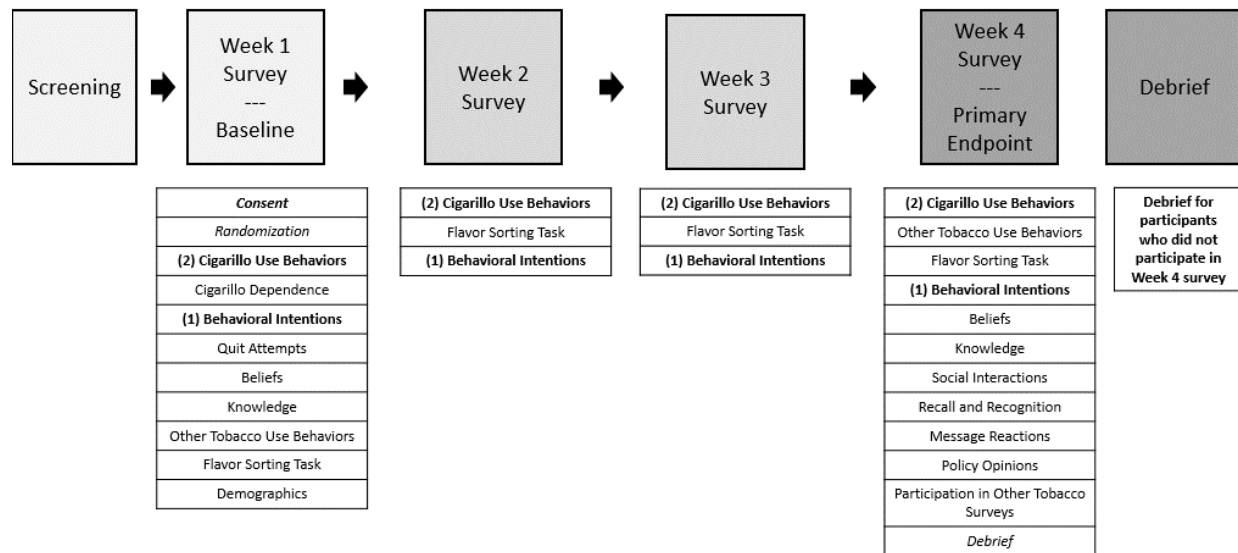 Screening
Week 1
Survey
---
Baseline
Week 2
Survey
Week 3
Survey
Week 4
Survey
---
Primary
Endpoint
Debrief
Consent
Randomization
(2) Cigarillo Use Behaviors
Cigarillo Dependence
(1) Behavioral Intentions
Quit Attempts
Beliefs
Knowledge
Other Tobacco Use Behaviors
Flavor Sorting Task
Demographics
(2) Cigarillo Use Behaviors
Flavor Sorting Task
(1) Behavioral Intentions
(2) Cigarillo Use Behaviors
Flavor Sorting Task
(1) Behavioral Intentions
(2) Cigarillo Use Behaviors
Other Tobacco Use Behaviors
Flavor Sorting Task
(1) Behavioral Intentions
Beliefs
Knowledge
Social Interactions
Recall and Recognition
Message Reactions
Policy Opinions
Participation in Other Tobacco
Surveys
Debrief
Debrief for
participants
who did not
participate in
Week 4 survey